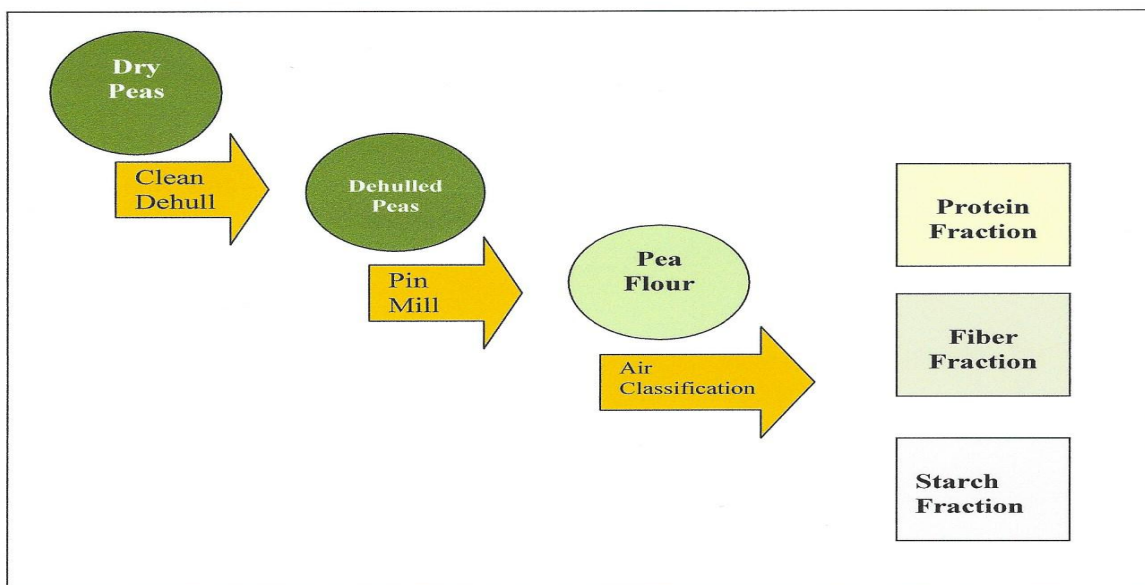 Dry
Peas
Clean
Dehull
Dehulled
Peas
Pin
Mill
Pea
Flour
Air
Classification
Protein
Fraction
Fiber
Fraction
Starch
Fraction